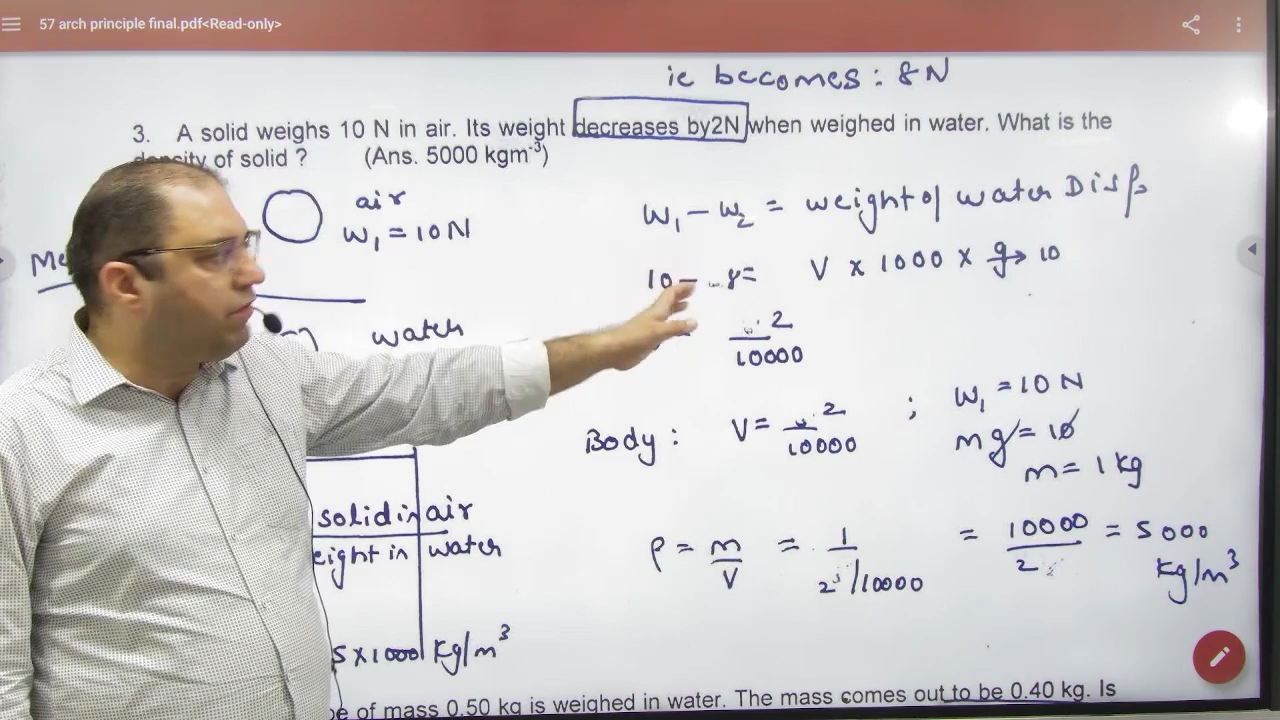 57 arch principle final.pdf<Read-only>
ie becomes : 8N
3. A solid weighs 10 N in air. Its weight decreases by2N when weighed in water. What is the
density of solid ? (Ans. 5000 kgm⁻³)
air
W₁ = 10N
water
solid in air
weight in water
5 x 1000 kg/m³
W₁ - W₂ = weight of water Disp
10 - 8 = V x 1000 x g → 10
= 2/10000
Body : V = 2/10000 ; W₁ = 10 N
mg = 10
m = 1 kg
ρ = m/V = 1/2/10000 = 10000/2 = 5000
kg/m³
of mass 0.50 kg is weighed in water. The mass comes out to be 0.40 kg. Is